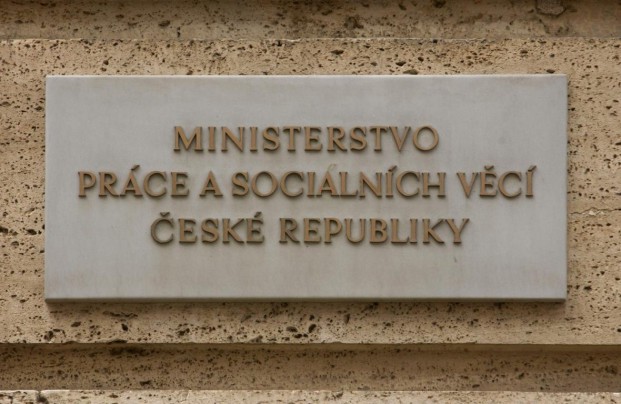 MINISTERSTVO
PRÁCE A SOCIÁLNÍCH VĚCÍ
ČESKÉ REPUBLIKY